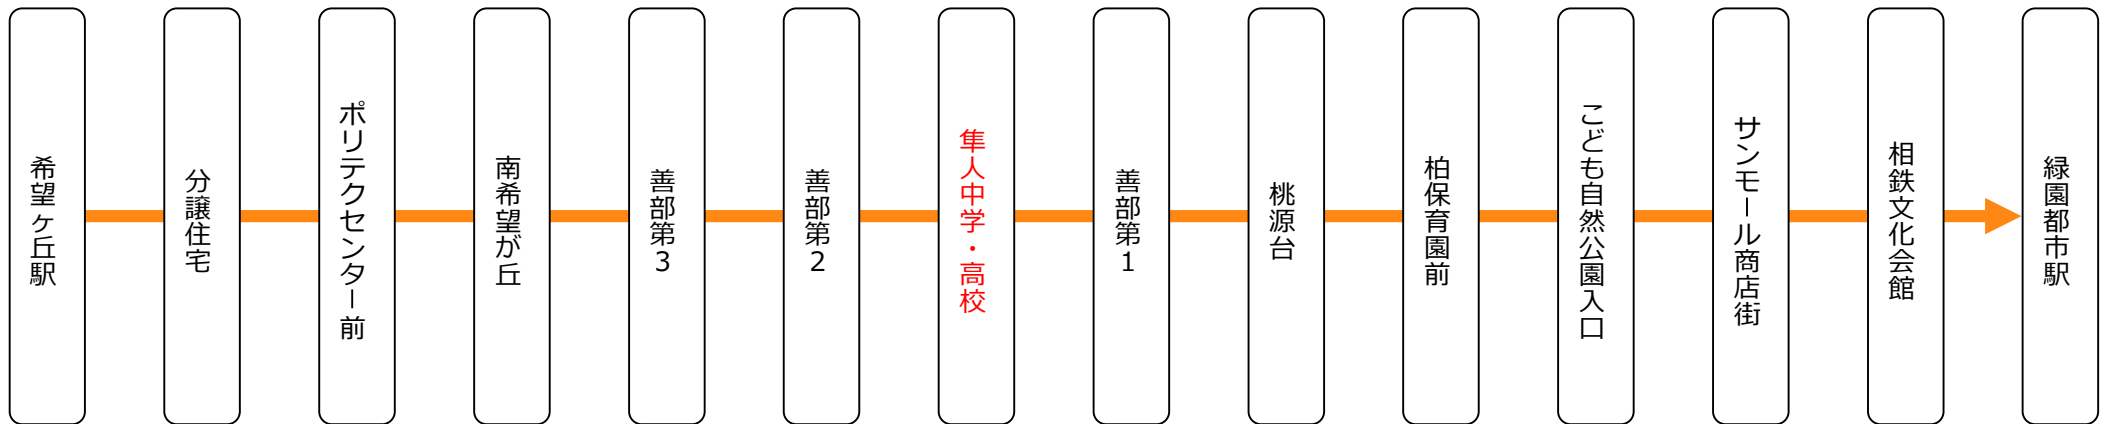 希望ヶ丘駅
分譲住宅
ポリテクセンター前
南希望が丘
善部第3
善部第2
隼人中学・高校
善部第1
桃源台
柏保育園前
こども自然公園入口
サンモール商店街
相鉄文化会館
緑園都市駅